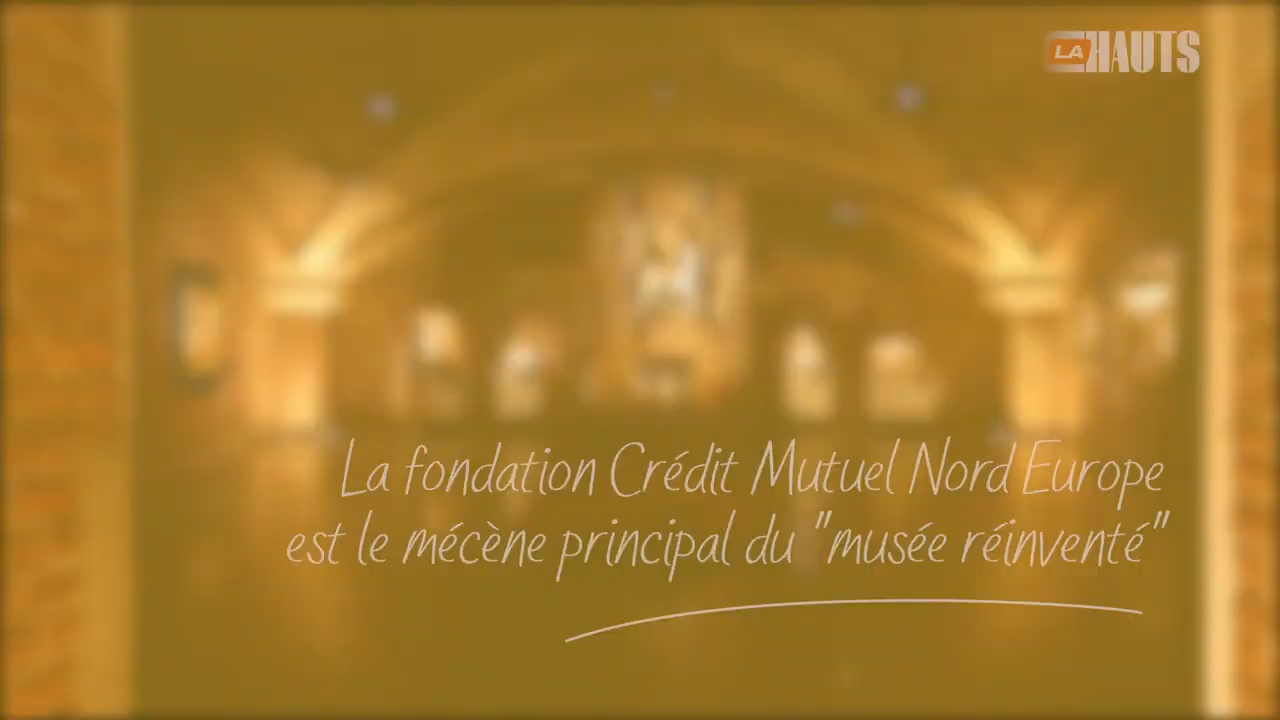 LA HAUTS
La fondation Crédit Mutuel Nord Europe
est le mécène principal du "musée réinventé"